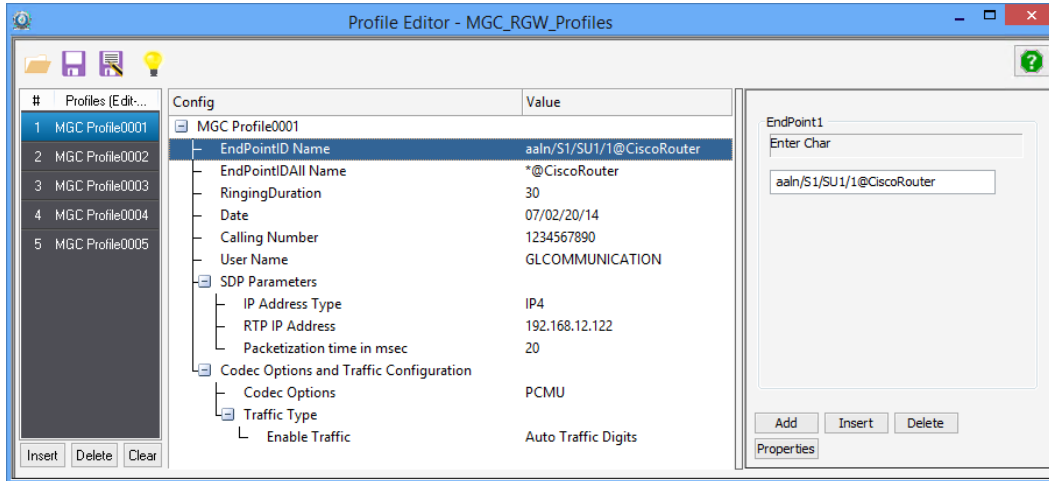 Profile Editor - MGC_RGW_Profiles
# Profiles (Edit-...
1 MGC Profile0001
2 MGC Profile0002
3 MGC Profile0003
4 MGC Profile0004
5 MGC Profile0005
Insert Delete Clear
Config Value
MGC Profile0001
EndPointID Name aaln/S1/SU1/1@CiscoRouter
EndPointIDAll Name *@CiscoRouter
RingingDuration 30
Date 07/02/20/14
Calling Number 1234567890
User Name GLCOMMUNICATION
SDP Parameters
IP Address Type IP4
RTP IP Address 192.168.12.122
Packetization time in msec 20
Codec Options and Traffic Configuration
Codec Options PCMU
Traffic Type
Enable Traffic Auto Traffic Digits
EndPoint1
Enter Char
aaln/S1/SU1/1@CiscoRouter
Add Insert Delete
Properties